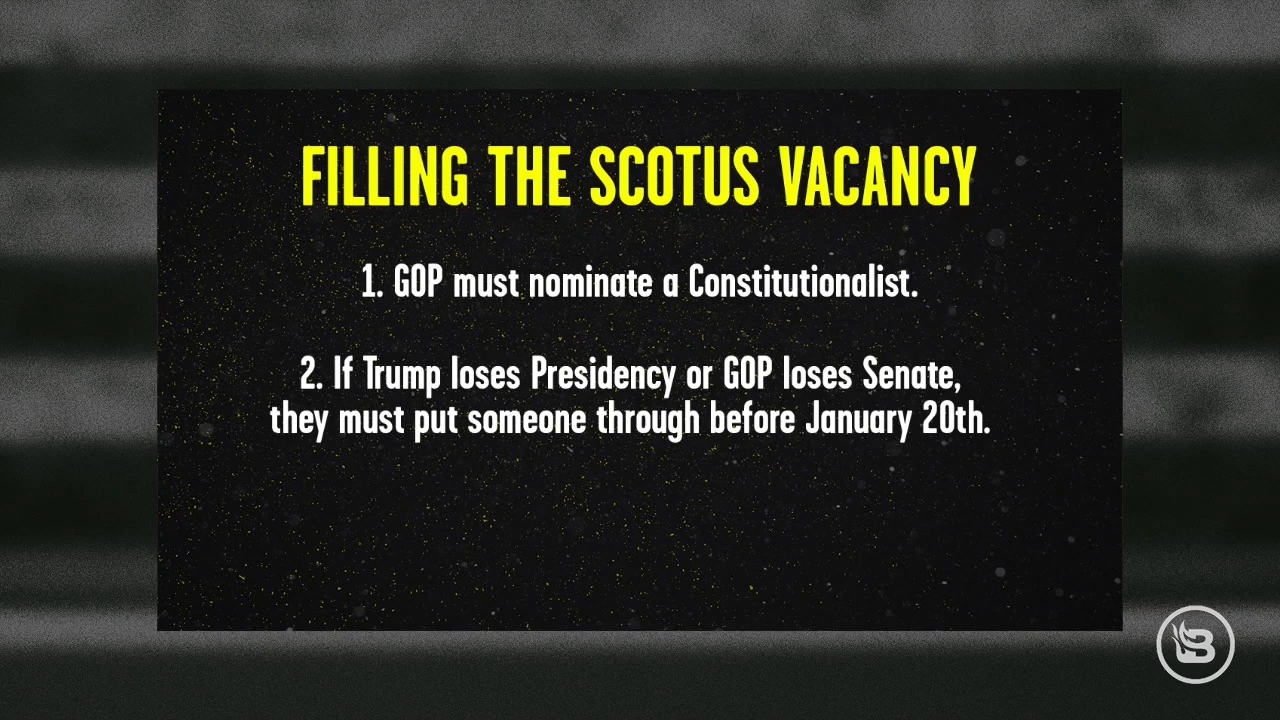 FILLING THE SCOTUS VACANCY
1. GOP must nominate a Constitutionalist.
2. If Trump loses Presidency or GOP loses Senate,
they must put someone through before January 20th.
B